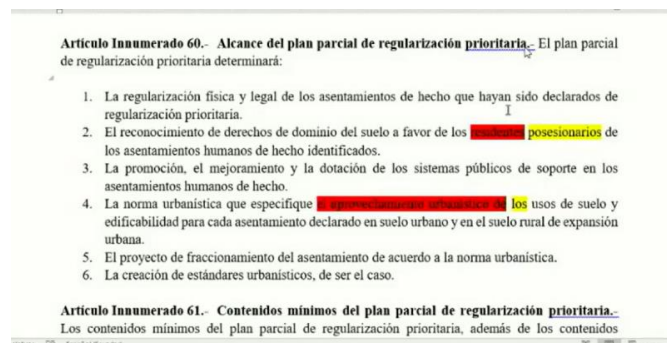 Artículo Innumerado 60.- Alcance del plan parcial de regularización prioritaria.- El plan parcial
de regularización prioritaria determinará:
1. La regularización física y legal de los asentamientos de hecho que hayan sido declarados de
regularización prioritaria.
2. El reconocimiento de derechos de dominio del suelo a favor de los residentes posesionarios de
los asentamientos humanos de hecho identificados.
3. La promoción, el mejoramiento y la dotación de los sistemas públicos de soporte en los
asentamientos humanos de hecho.
4. La norma urbanística que especifique el aprovechamiento urbanístico de los usos de suelo y
edificabilidad para cada asentamiento declarado en suelo urbano y en el suelo rural de expansión
urbana.
5. El proyecto de fraccionamiento del asentamiento de acuerdo a la norma urbanística.
6. La creación de estándares urbanísticos, de ser el caso.
Artículo Innumerado 61.- Contenidos mínimos del plan parcial de regularización prioritaria.-
Los contenidos mínimos del plan parcial de regularización prioritaria, además de los contenidos